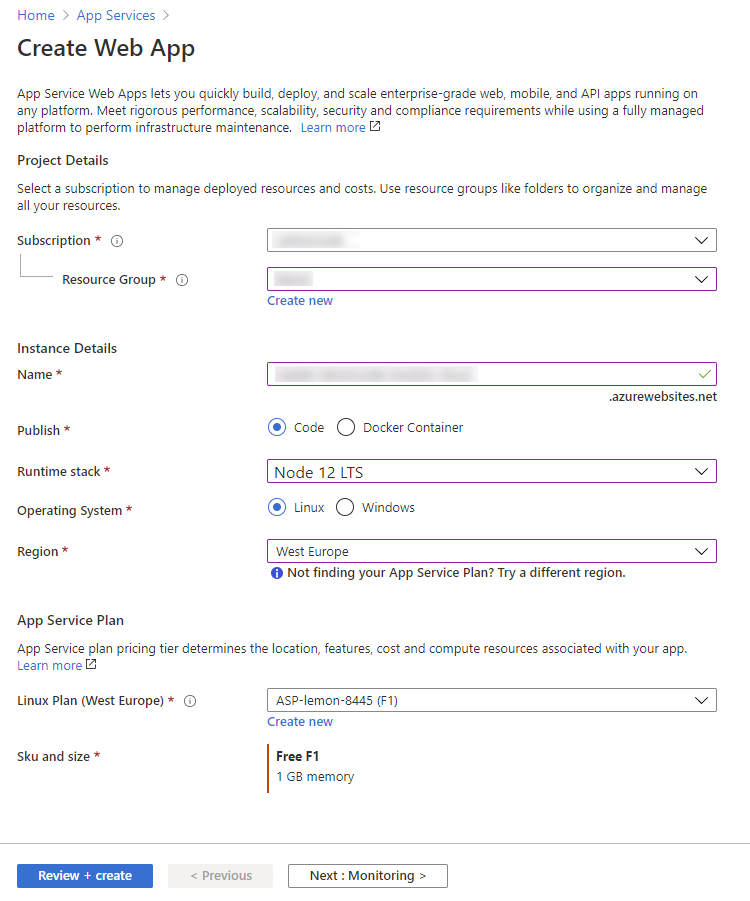 Home > App Services >
Create Web App
App Service Web Apps lets you quickly build, deploy, and scale enterprise-grade web, mobile, and API apps running on
any platform. Meet rigorous performance, scalability, security and compliance requirements while using a fully managed
platform to perform infrastructure maintenance. Learn more
Project Details
Select a subscription to manage deployed resources and costs. Use resource groups like folders to organize and manage
all your resources.
Subscription *
Resource Group *
Create new
Instance Details
Name *
.azurewebsites.net
Publish * Code Docker Container
Runtime stack * Node 12 LTS
Operating System * Linux Windows
Region * West Europe
Not finding your App Service Plan? Try a different region.
App Service Plan
App Service plan pricing tier determines the location, features, cost and compute resources associated with your app.
Learn more
Linux Plan (West Europe) * ASP-lemon-8445 (F1)
Create new
Sku and size * Free F1
1 GB memory
Review + create < Previous Next : Monitoring >